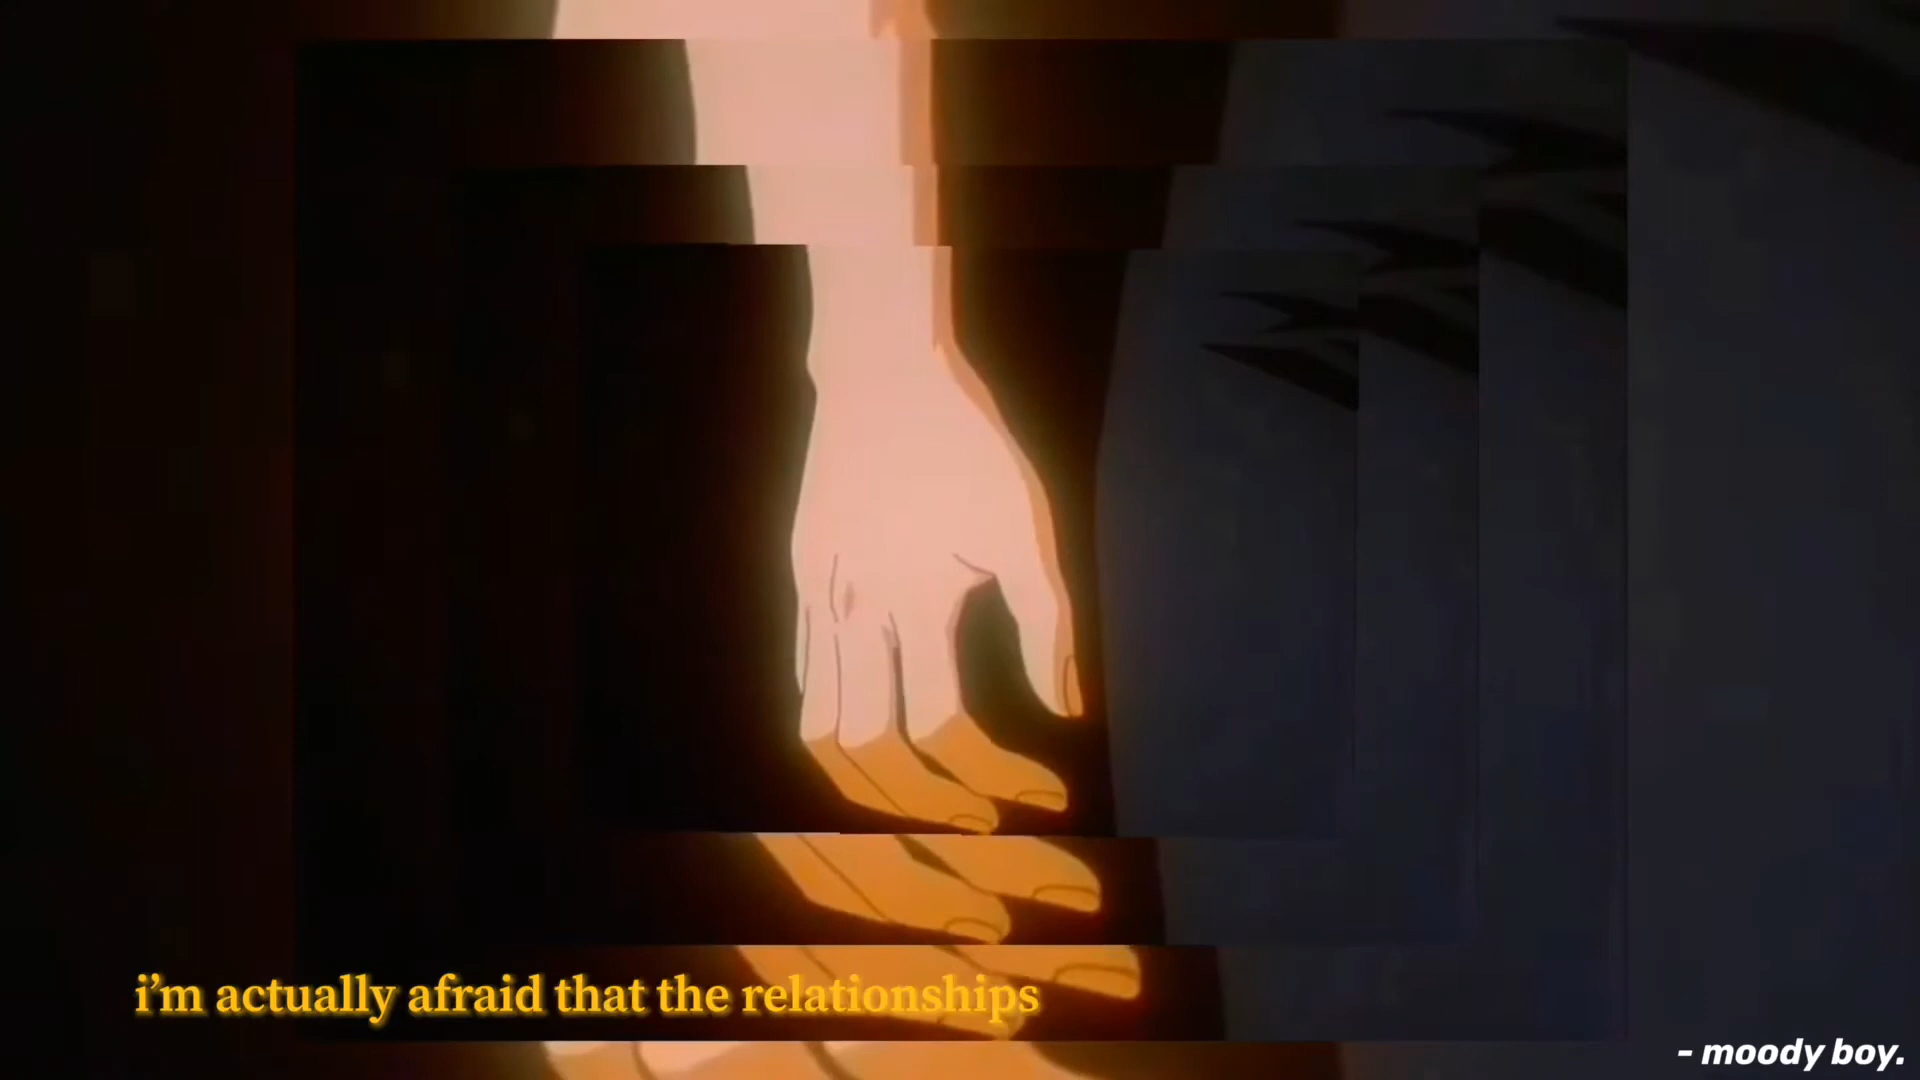 i’m actually afraid that the relationships
- moody boy.